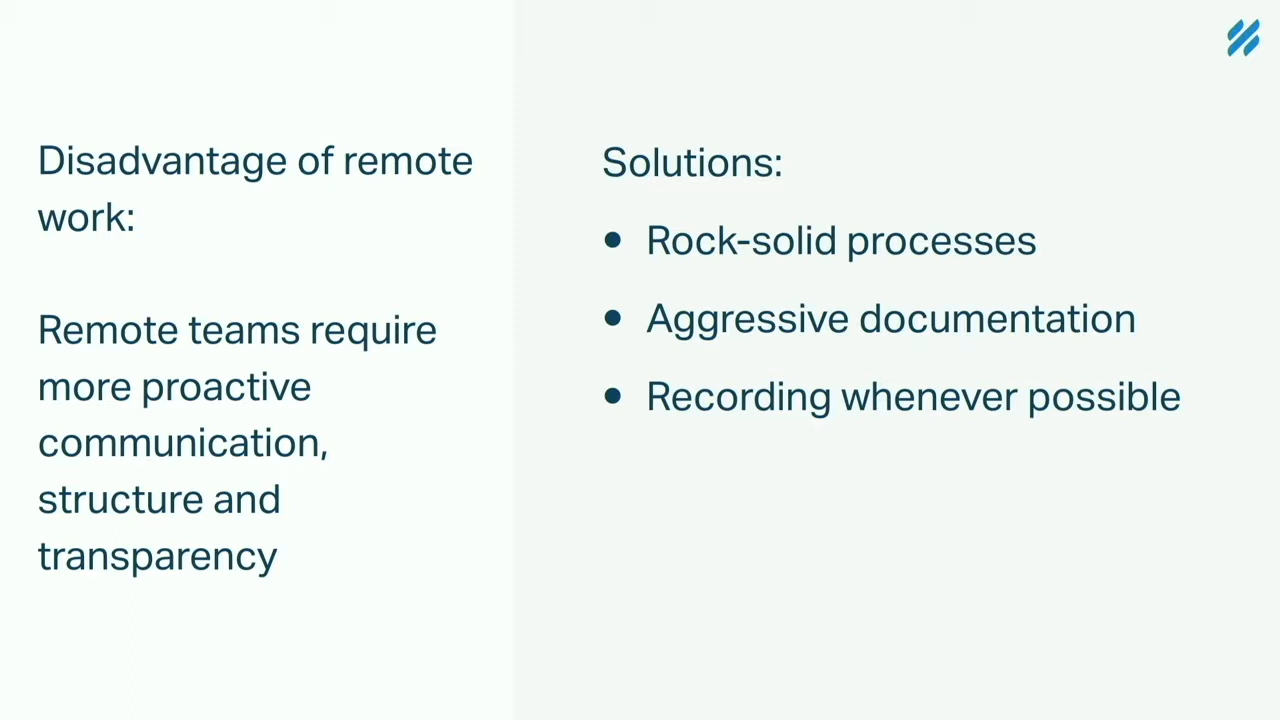 Disadvantage of remote
work:
Remote teams require
more proactive
communication,
structure and
transparency
Solutions:
• Rock-solid processes
• Aggressive documentation
• Recording whenever possible